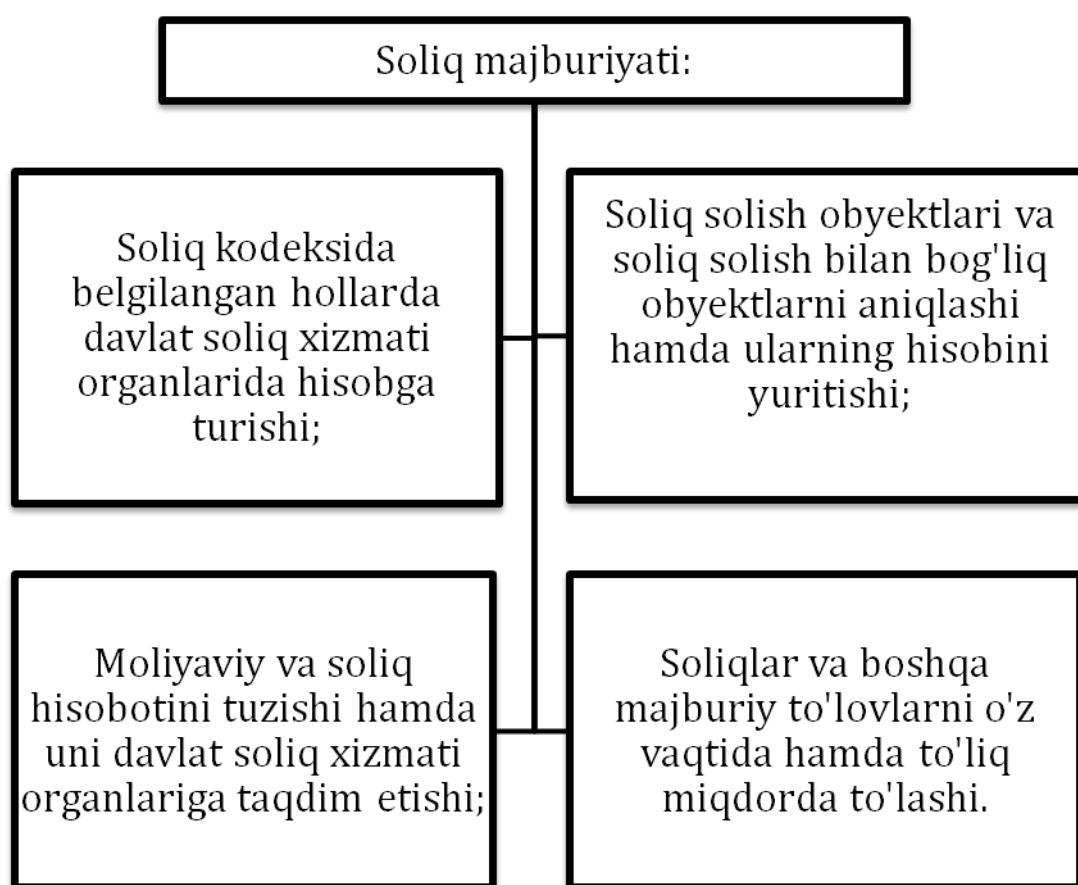 Soliq majburiyati:
Soliq kodeksida
belgilangan hollarda
davlat soliq xizmati
organlarida hisobga
turishi;
Soliq solish obyektlari va
soliq solish bilan bog'liq
obyektlarni aniqlashi
hamda ularning hisobini
yuritishi;
Moliyaviy va soliq
hisobotini tuzishi hamda
uni davlat soliq xizmati
organlariga taqdim etishi;
Soliqlar va boshqa
majburiy to'lovlarni o'z
vaqtida hamda to'liq
miqdorda to'lashi.